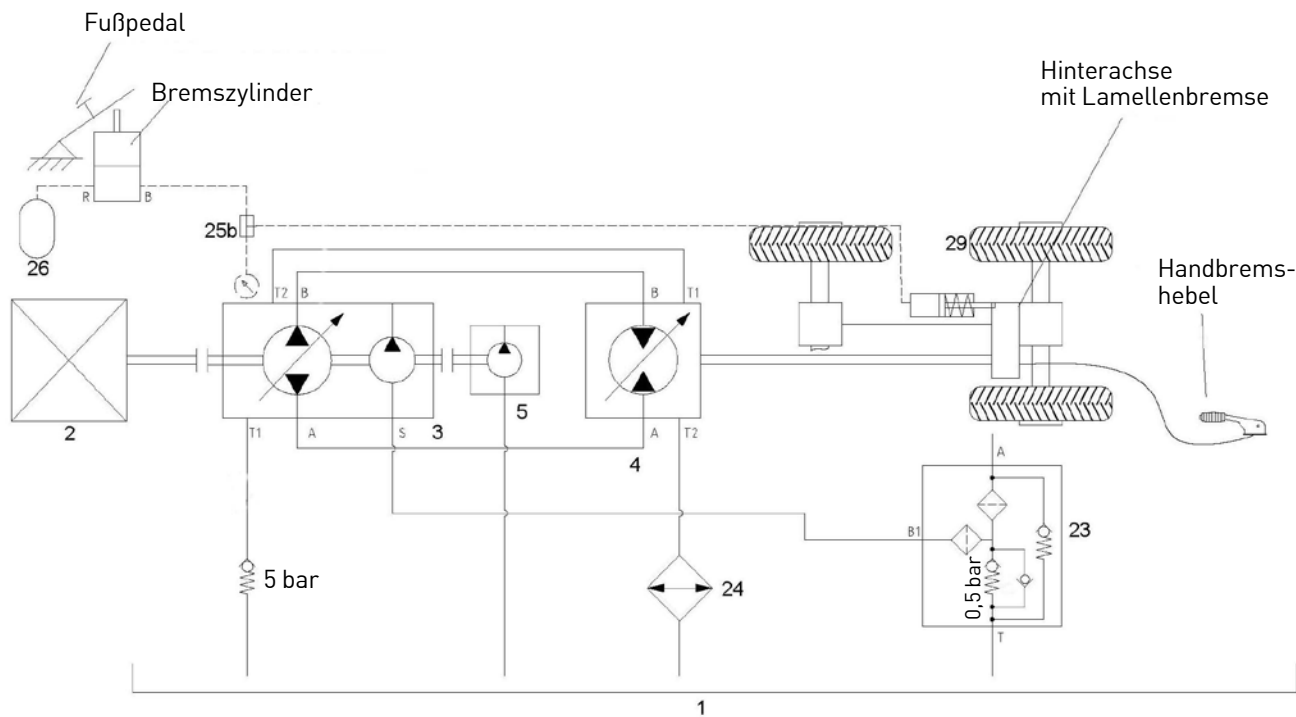 Fußpedal
Bremszylinder
Hinterachse
mit Lamellenbremse
R
B
25b
26
29
Handbrems-
hebel
T2
B
B
T1
2
T1
A
S
3
5
4
A
T2
A
B1
23
5 bar
24
0,5 bar
T
1